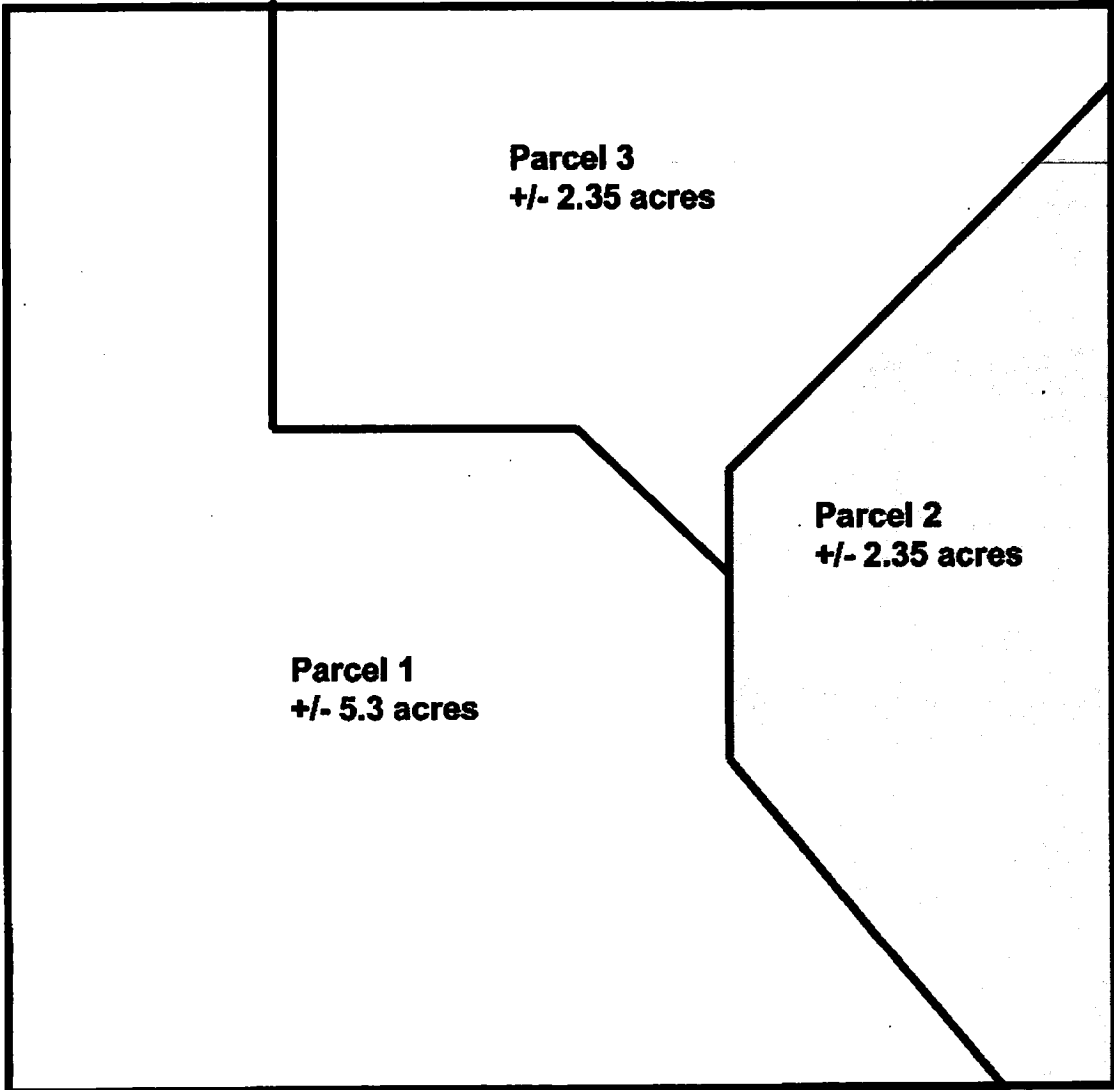 Parcel 3
+/- 2.35 acres
Parcel 2
+/- 2.35 acres
Parcel 1
+/- 5.3 acres